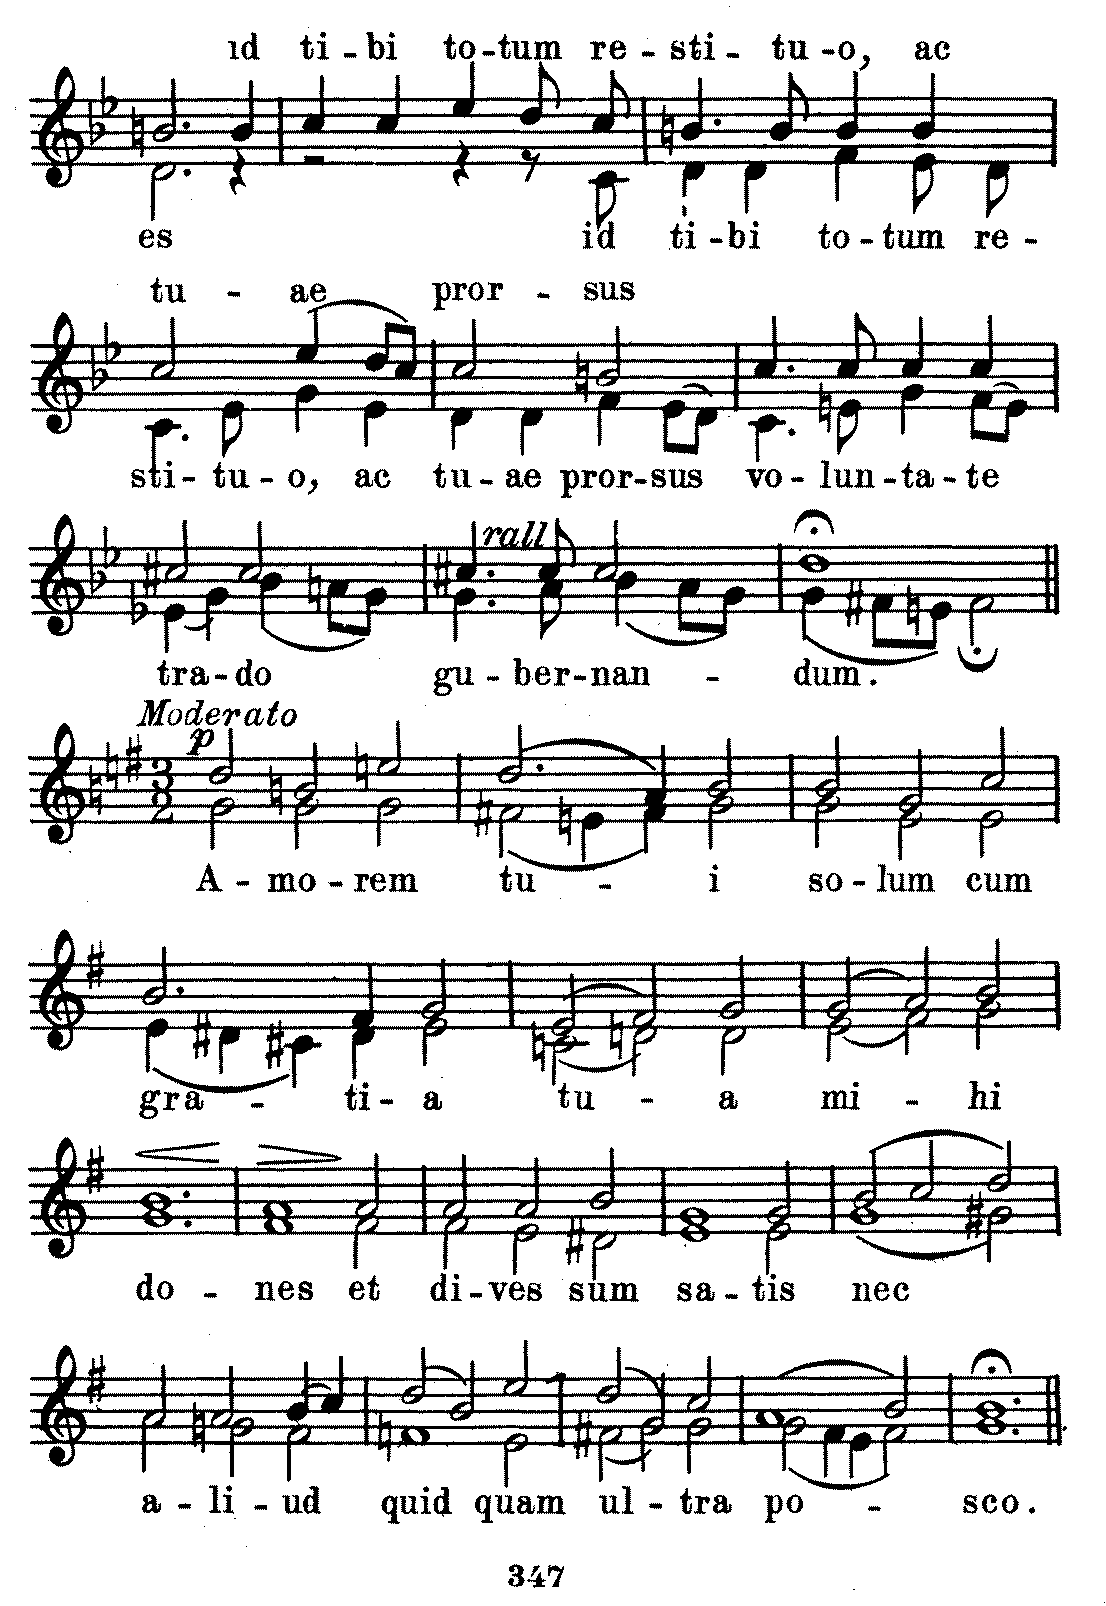 id ti-bi to-tum re-sti-tu-o, ac
es id ti-bi to-tum re-
tu - ae pror - sus
sti-tu-o, ac tu-ae pror-sus vo-lun-ta-te
rall
tra-do gu-ber-nan - dum.
Moderato
p
3
2
A-mo-rem tu - i so-lum cum
gra - ti-a tu - a mi - hi
do - nes et di-ves sum sa-tis nec
a-li-ud quid quam ul-tra po - sco.
347